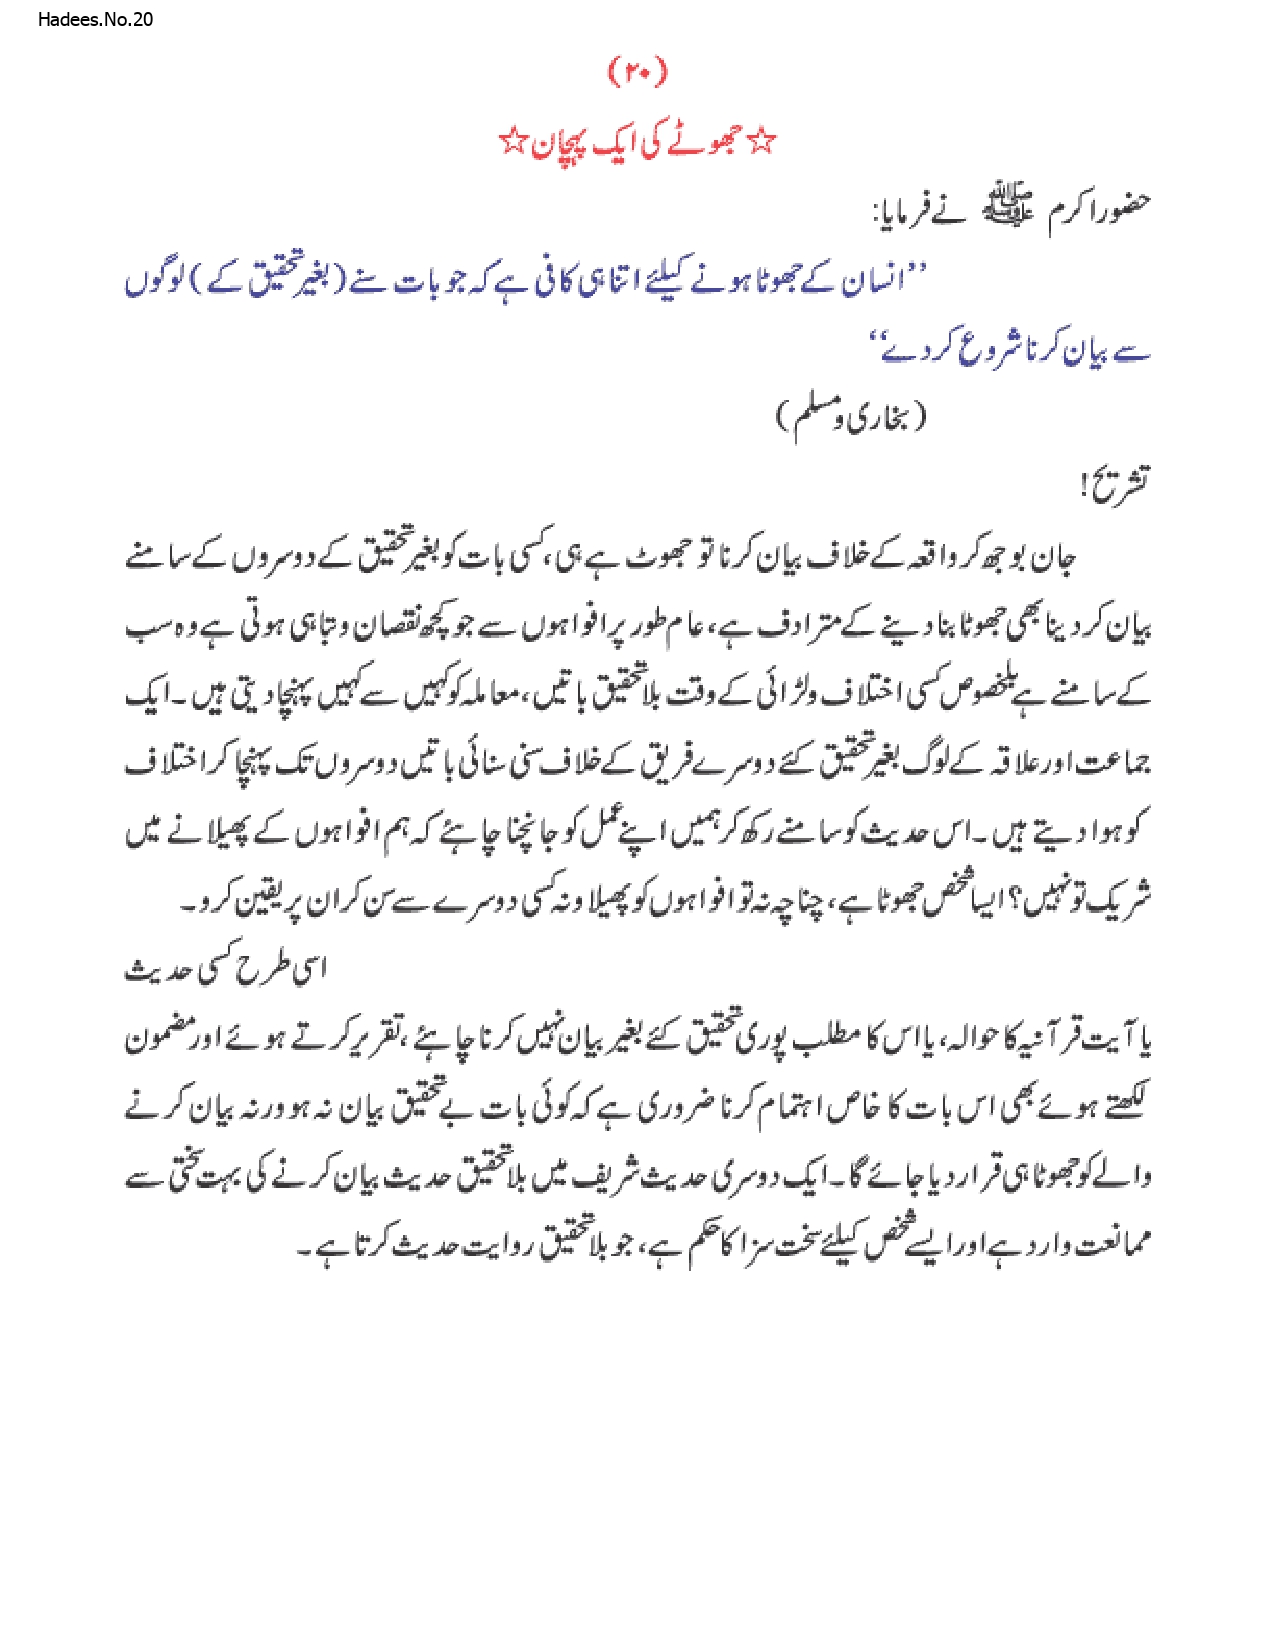 Hadees.No.20
(۲۰)
☆جھوٹے کی ایک پہچان☆
حضور اکرم ﷺ نے فرمایا:
’’انسان کے جھوٹا ہونے کیلئے اتنا ہی کافی ہے کہ جو بات سنے (بغیر تحقیق کے) لوگوں
سے بیان کرنا شروع کر دے‘‘
(بخاری و مسلم)
تشریح!
جان بوجھ کر واقعہ کے خلاف بیان کرنا تو جھوٹ ہے ہی، کسی بات کو بغیر تحقیق کے دوسروں کے سامنے
بیان کر دینا بھی جھوٹا بنا دینے کے مترادف ہے، عام طور پر افواہوں سے جو کچھ نقصان و تباہی ہوتی ہے وہ سب
کے سامنے ہے بلخصوص کسی اختلاف و لڑائی کے وقت بلا تحقیق باتیں، معاملہ کو کہیں سے کہیں پہنچا دیتی ہیں۔ ایک
جماعت اور علاقہ کے لوگ بغیر تحقیق کئے دوسرے فریق کے خلاف سنی سنائی باتیں دوسروں تک پہنچا کر اختلاف
کو ہوا دیتے ہیں۔ اس حدیث کو سامنے رکھ کر ہمیں اپنے عمل کو جانچنا چاہئے کہ ہم افواہوں کے پھیلانے میں
شریک تو نہیں؟ ایسا شخص جھوٹا ہے، چناچہ نہ تو افواہوں کو پھیلاو نہ کسی دوسرے سے سن کر ان پر یقین کرو۔
اسی طرح کسی حدیث
یا آیت قرآنیہ کا حوالہ، یا اس کا مطلب پوری تحقیق کئے بغیر بیان نہیں کرنا چاہئے، تقریر کرتے ہوئے اور مضمون
لکھتے ہوئے بھی اس بات کا خاص اہتمام کرنا ضروری ہے کہ کوئی بات بے تحقیق بیان نہ ہو ورنہ بیان کرنے
والے کو جھوٹا ہی قرار دیا جائے گا۔ ایک دوسری حدیث شریف میں بلا تحقیق حدیث بیان کرنے کی بہت سختی سے
ممانعت وارد ہے اور ایسے شخص کیلئے سخت سزا کا حکم ہے، جو بلا تحقیق روایت حدیث کرتا ہے۔